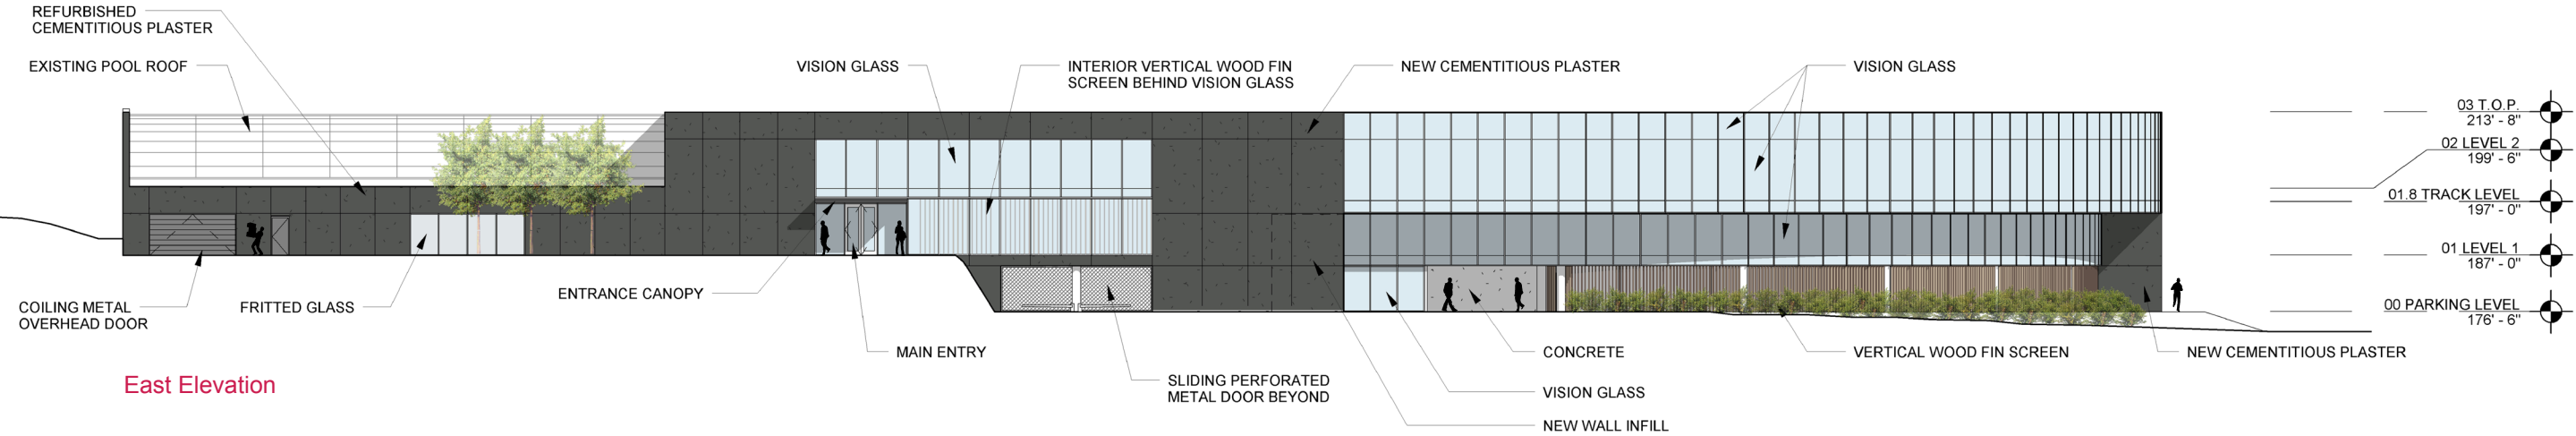 REFURBISHED
CEMENTITIOUS PLASTER
EXISTING POOL ROOF
VISION GLASS
INTERIOR VERTICAL WOOD FIN
SCREEN BEHIND VISION GLASS
NEW CEMENTITIOUS PLASTER
VISION GLASS
03 T.O.P.
213' - 8"
02 LEVEL 2
199' - 6"
01.8 TRACK LEVEL
197' - 0"
01 LEVEL 1
187' - 0"
00 PARKING LEVEL
176' - 6"
COILING METAL
OVERHEAD DOOR
FRITTED GLASS
ENTRANCE CANOPY
MAIN ENTRY
SLIDING PERFORATED
METAL DOOR BEYOND
CONCRETE
VISION GLASS
NEW WALL INFILL
VERTICAL WOOD FIN SCREEN
NEW CEMENTITIOUS PLASTER
East Elevation